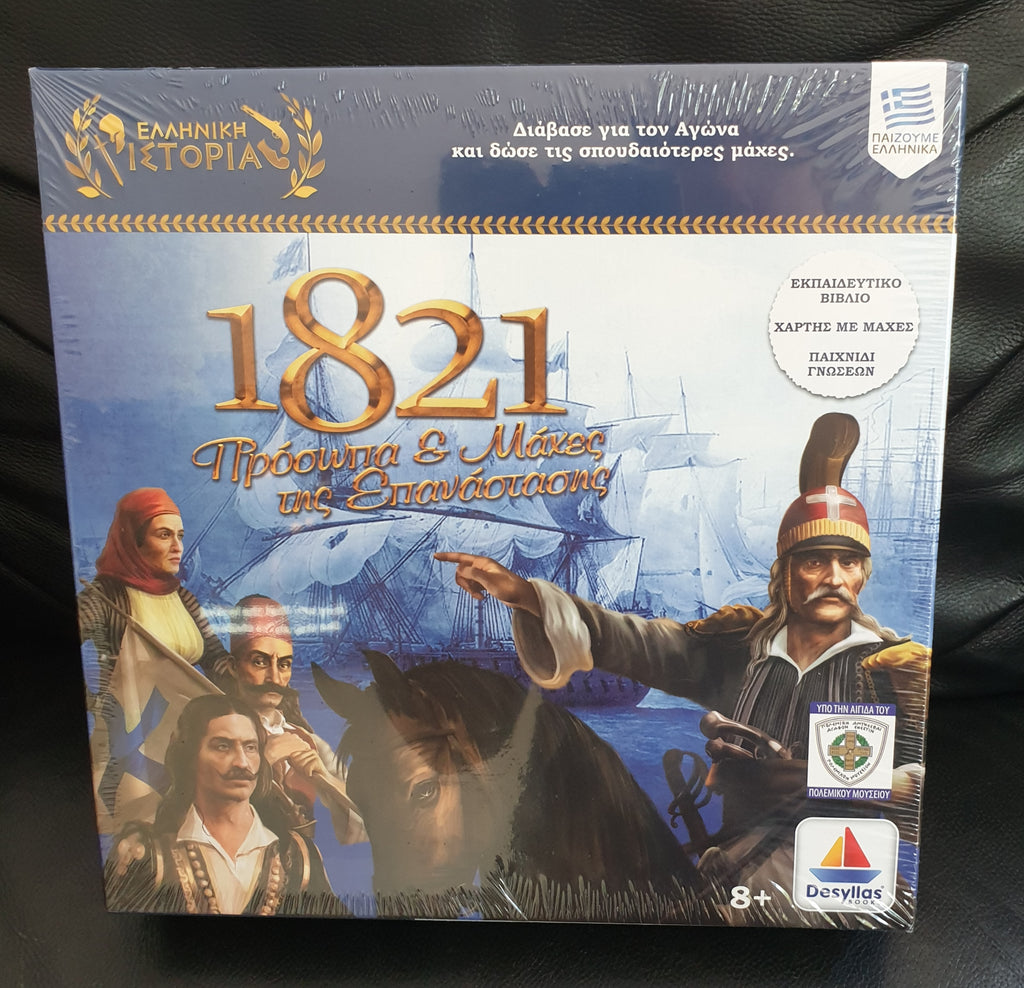 ΕΛΛΗΝΙΚΗ
ΙΣΤΟΡΙΑ
Διάβασε για τον Αγώνα
και δώσε τις σπουδαιότερες μάχες.
ΠΑΙΖΟΥΜΕ
ΕΛΛΗΝΙΚΑ
1821
Πρόσωπα & Μάχες
της Επανάστασης
ΕΚΠΑΙΔΕΥΤΙΚΟ
ΒΙΒΛΙΟ
ΧΑΡΤΗΣ ΜΕ ΜΑΧΕΣ
ΠΑΙΧΝΙΔΙ
ΓΝΩΣΕΩΝ
ΥΠΟ ΤΗΝ ΑΙΓΙΔΑ ΤΟΥ
ΠΟΛΕΜΙΚΟΥ ΜΟΥΣΕΙΟΥ
8+
Desyllas
BOOK